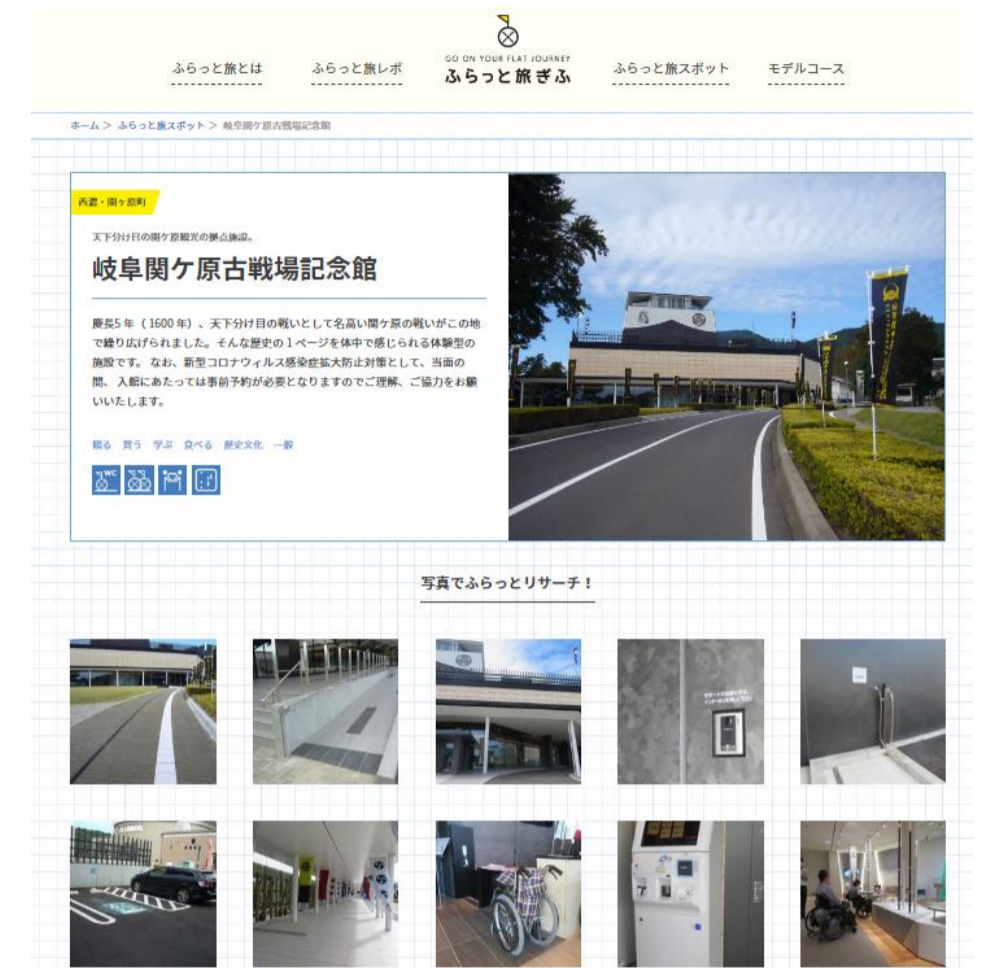 GO ON YOUR FLAT JOURNEY
ふらっと旅ぎふ
ふらっと旅とは
ふらっと旅レポ
ふらっと旅スポット
モデルコース
ホーム > ふらっと旅スポット > 岐阜関ケ原古戦場記念館
西濃・関ヶ原町
天下分け目の関ケ原観光の拠点施設。
岐阜関ケ原古戦場記念館
慶長5 年（ 1600 年）、天下分け目の戦いとして名高い関ケ原の戦いがこの地
で繰り広げられました。そんな歴史の１ページを体中で感じられる体験型の
施設です。 なお、新型コロナウィルス感染症拡大防止対策として、当面の
間、 入館にあたっては事前予約が必要となりますのでご理解、ご協力をお願
いいたします。
観る 買う 学ぶ 食べる 歴史文化 一般
WC
写真でふらっとリサーチ！